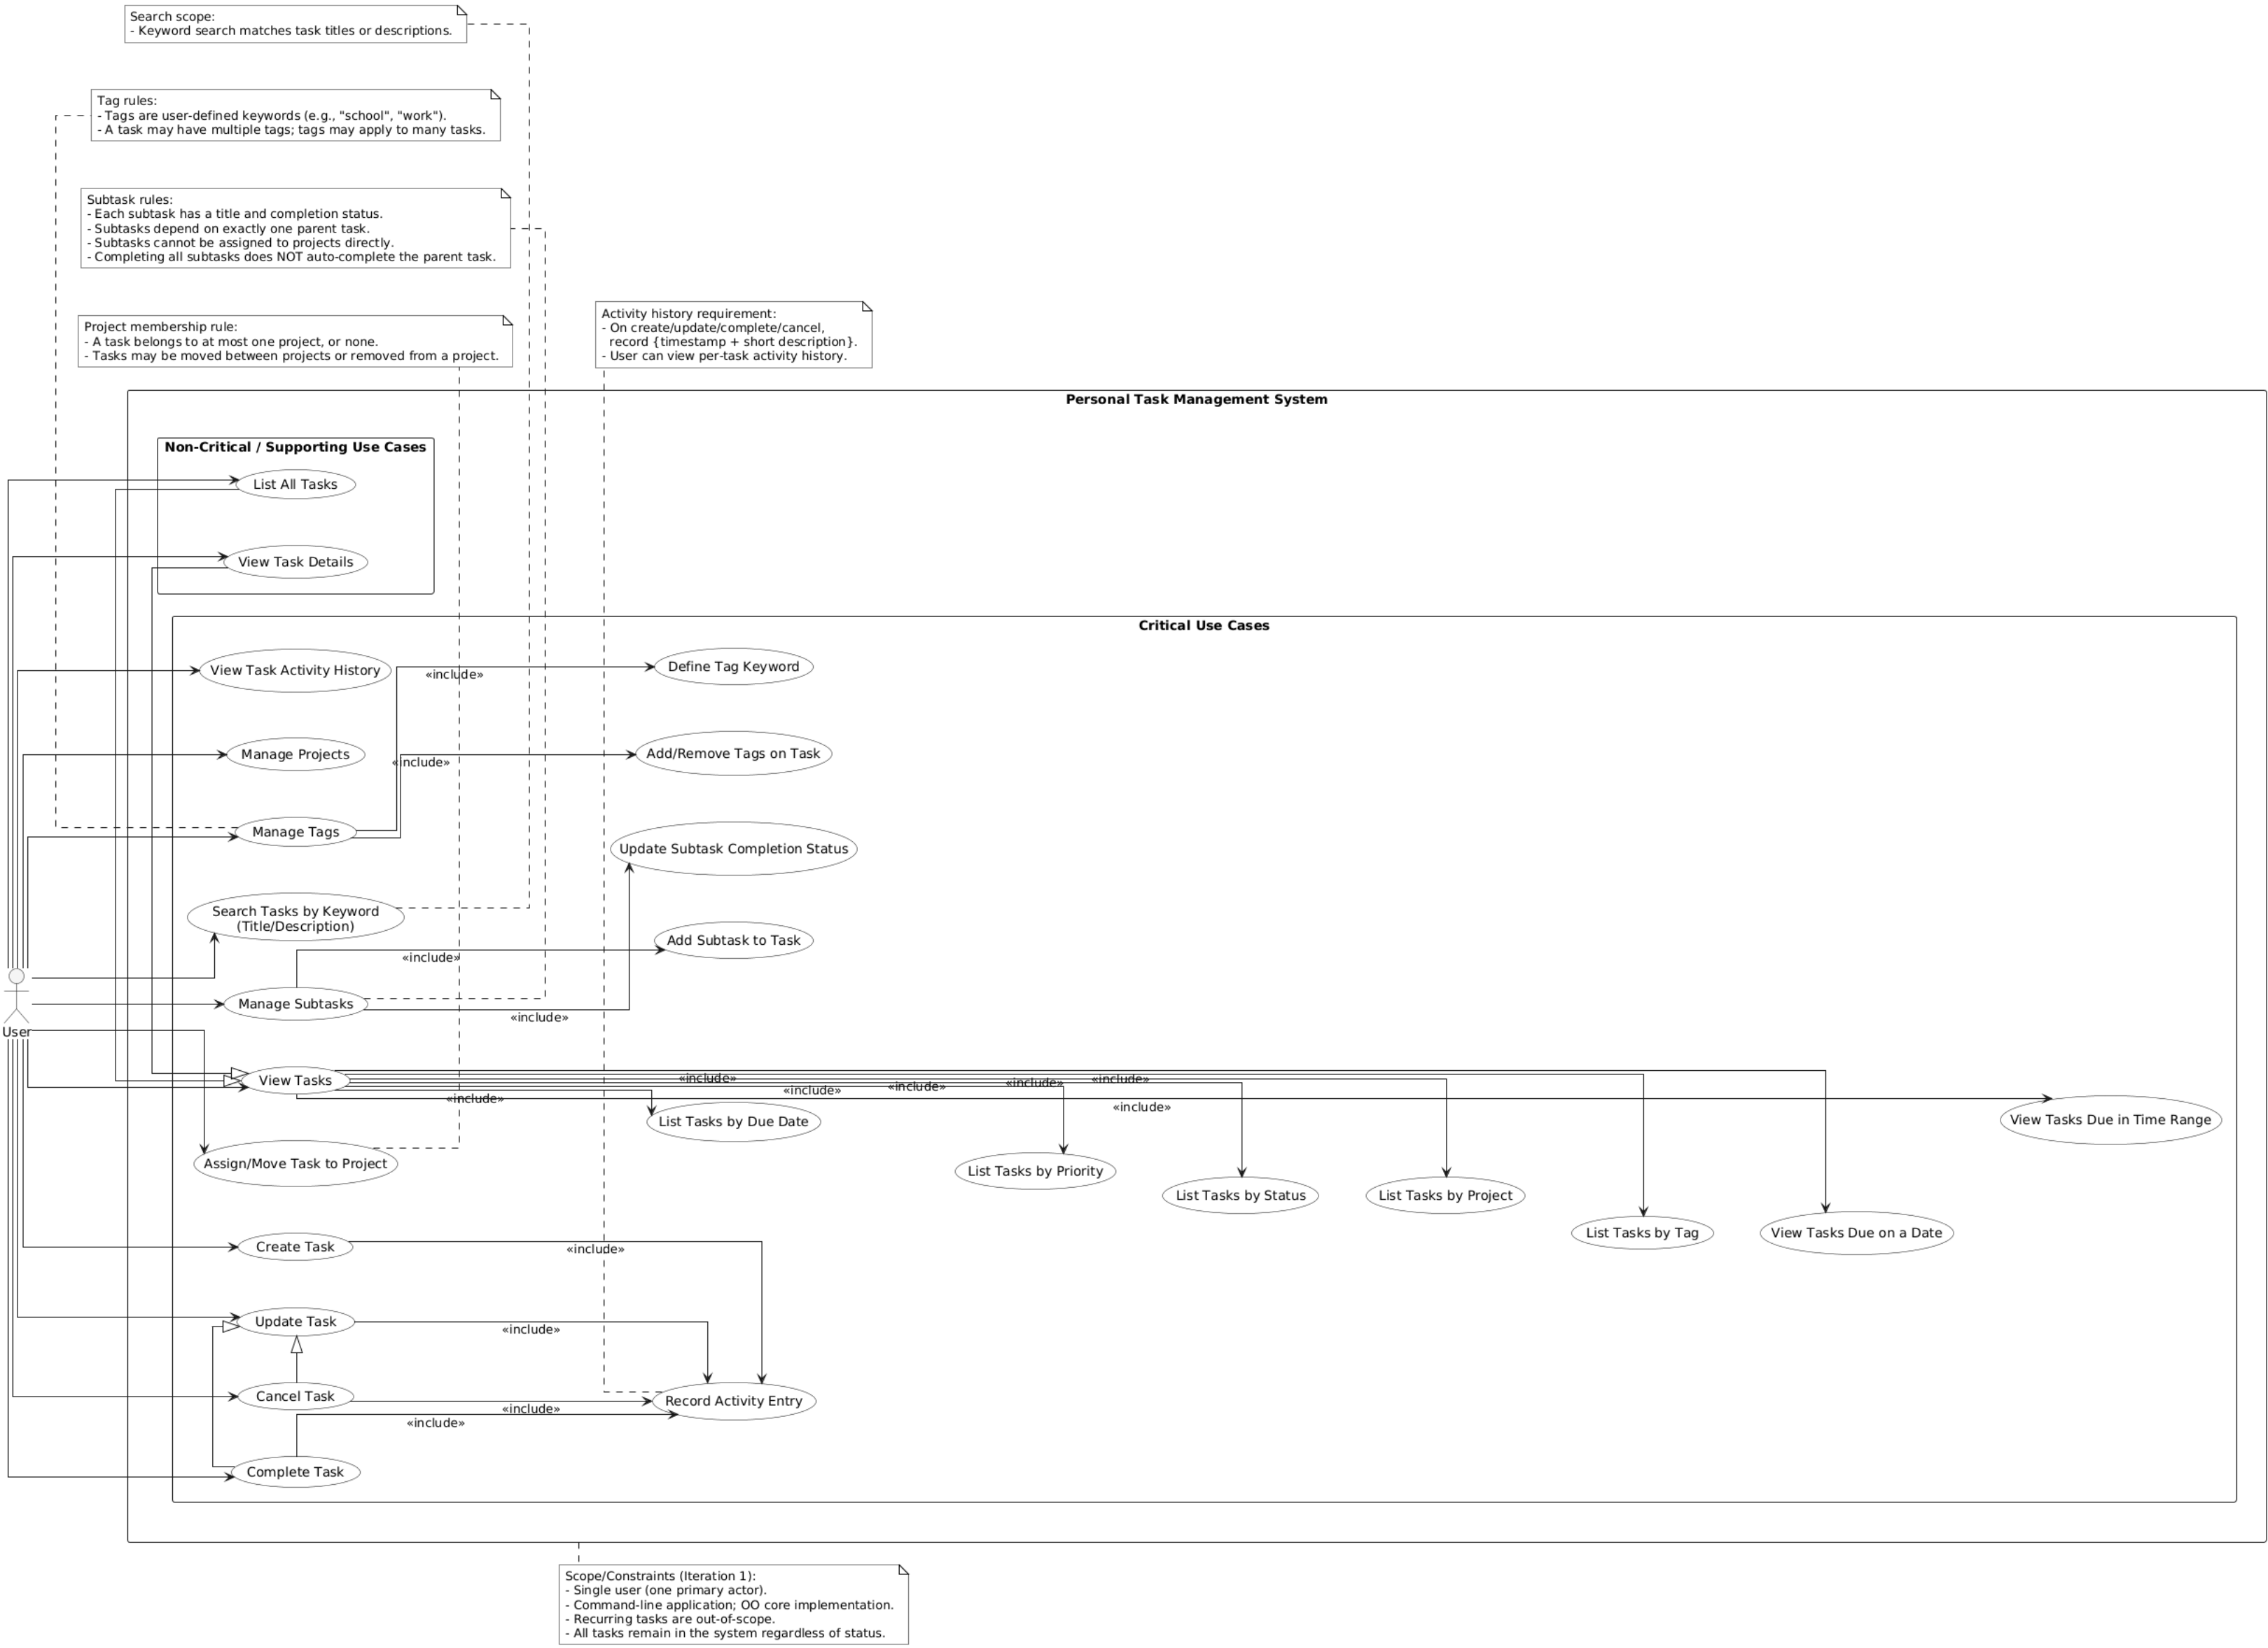 Search scope:
- Keyword search matches task titles or descriptions.
Tag rules:
- Tags are user-defined keywords (e.g., "school", "work").
- A task may have multiple tags; tags may apply to many tasks.
Subtask rules:
- Each subtask has a title and completion status.
- Subtasks depend on exactly one parent task.
- Subtasks cannot be assigned to projects directly.
- Completing all subtasks does NOT auto-complete the parent task.
Project membership rule:
- A task belongs to at most one project, or none.
- Tasks may be moved between projects or removed from a project.
Activity history requirement:
- On create/update/complete/cancel,
record {timestamp + short description}.
- User can view per-task activity history.
Personal Task Management System
Non-Critical / Supporting Use Cases
List All Tasks
View Task Details
Critical Use Cases
View Task Activity History
Define Tag Keyword
«include»
Manage Projects
Add/Remove Tags on Task
«include»
Manage Tags
Update Subtask Completion Status
Search Tasks by Keyword
(Title/Description)
Add Subtask to Task
«include»
Manage Subtasks
«include»
User
View Tasks
«include»
«include»
«include»
«include»
«include»
«include»
«include»
List Tasks by Due Date
View Tasks Due in Time Range
Assign/Move Task to Project
List Tasks by Priority
List Tasks by Status
List Tasks by Project
List Tasks by Tag
View Tasks Due on a Date
Create Task
«include»
Update Task
«include»
Cancel Task
Record Activity Entry
«include»
«include»
Complete Task
Scope/Constraints (Iteration 1):
- Single user (one primary actor).
- Command-line application; OO core implementation.
- Recurring tasks are out-of-scope.
- All tasks remain in the system regardless of status.